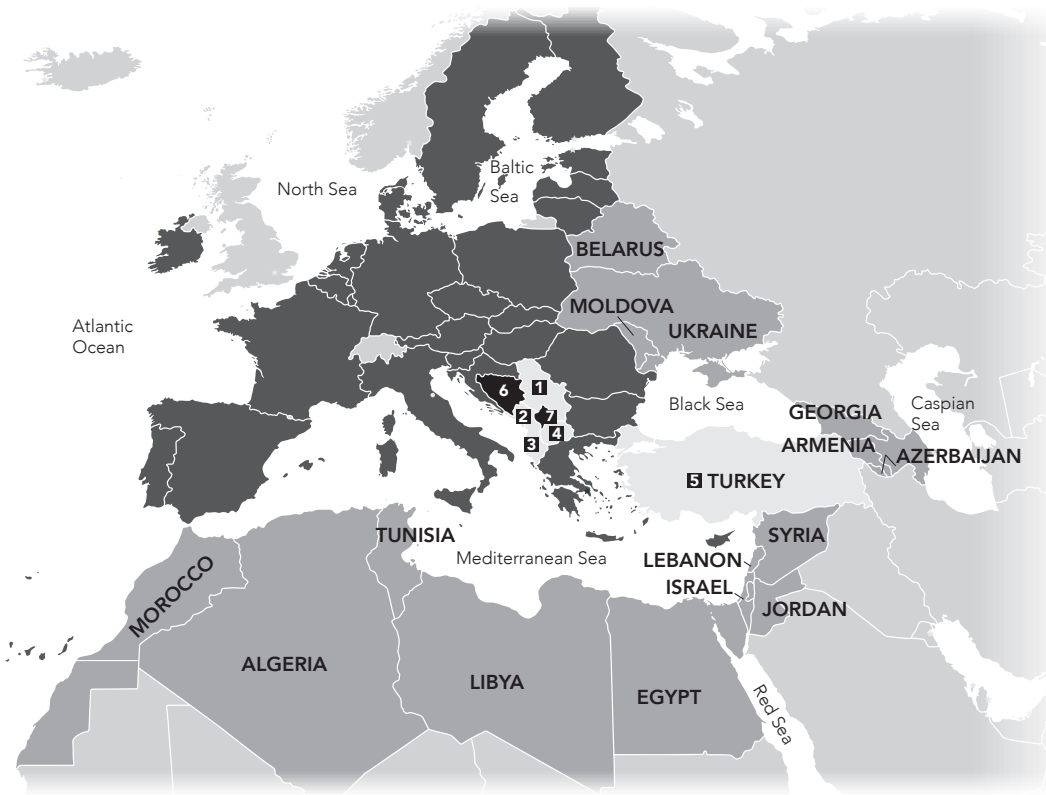 Baltic
Sea
North Sea
BELARUS
MOLDOVA
UKRAINE
Atlantic
Ocean
6
1
2
7
4
3
Black Sea
GEORGIA
Caspian
Sea
ARMENIA
AZERBAIJAN
5 TURKEY
TUNISIA
SYRIA
Mediterranean Sea
LEBANON
ISRAEL
MOROCCO
JORDAN
ALGERIA
LIBYA
EGYPT
Red Sea